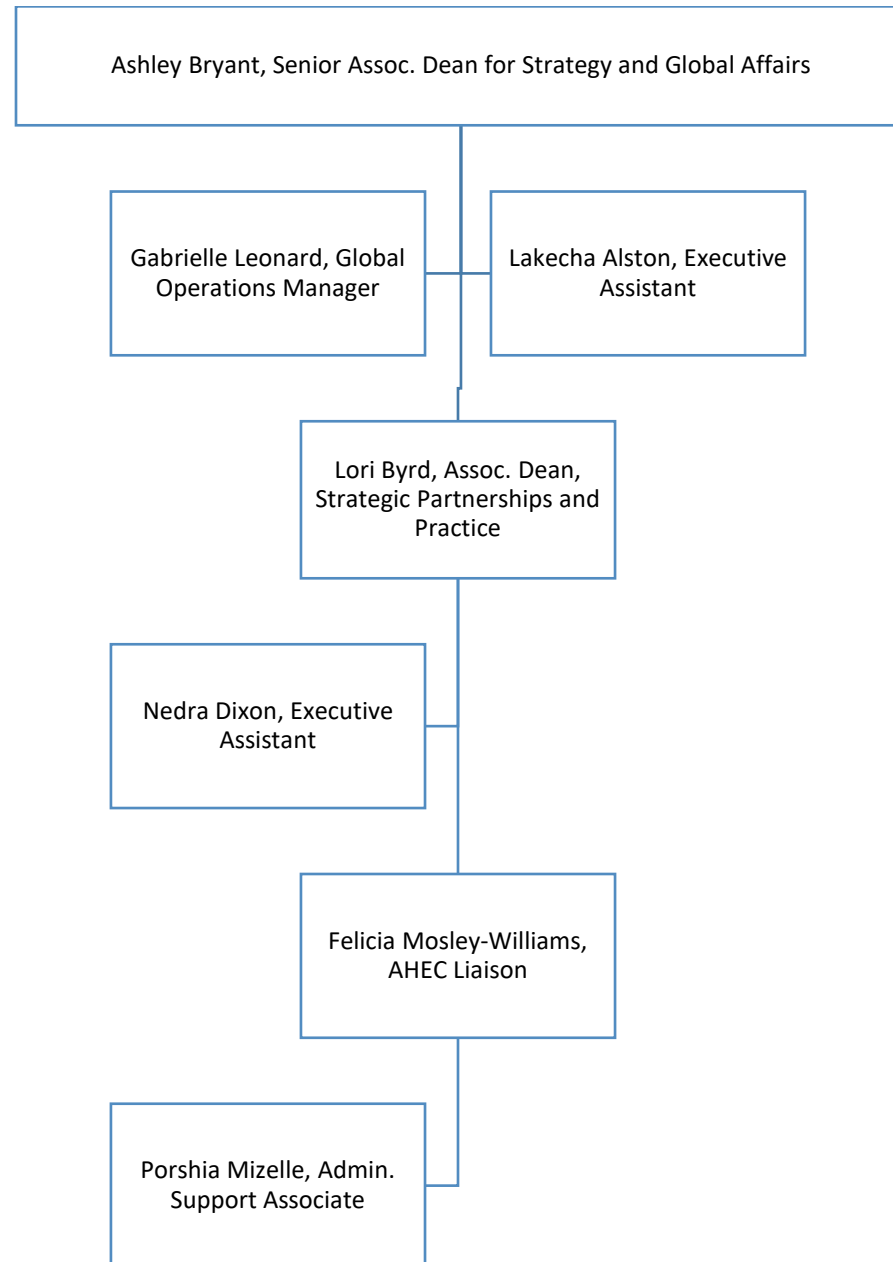 Ashley Bryant, Senior Assoc. Dean for Strategy and Global Affairs
Gabrielle Leonard, Global
Operations Manager
Lakecha Alston, Executive
Assistant
Lori Byrd, Assoc. Dean,
Strategic Partnerships and
Practice
Nedra Dixon, Executive
Assistant
Felicia Mosley-Williams,
AHEC Liaison
Porshia Mizelle, Admin.
Support Associate